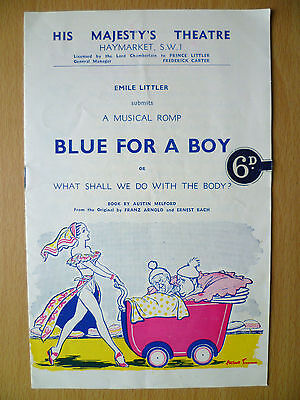 HIS MAJESTY'S THEATRE
HAYMARKET, S.W.1
Licensed by the Lord Chamberlain to PRINCE LITTLER
General Manager FREDERICK CARTER
EMILE LITTLER
submits
A MUSICAL ROMP
BLUE FOR A BOY
6D.
or
WHAT SHALL WE DO WITH THE BODY?
BOOK BY AUSTIN MELFORD
From the Original by FRANZ ARNOLD and ERNEST BACH